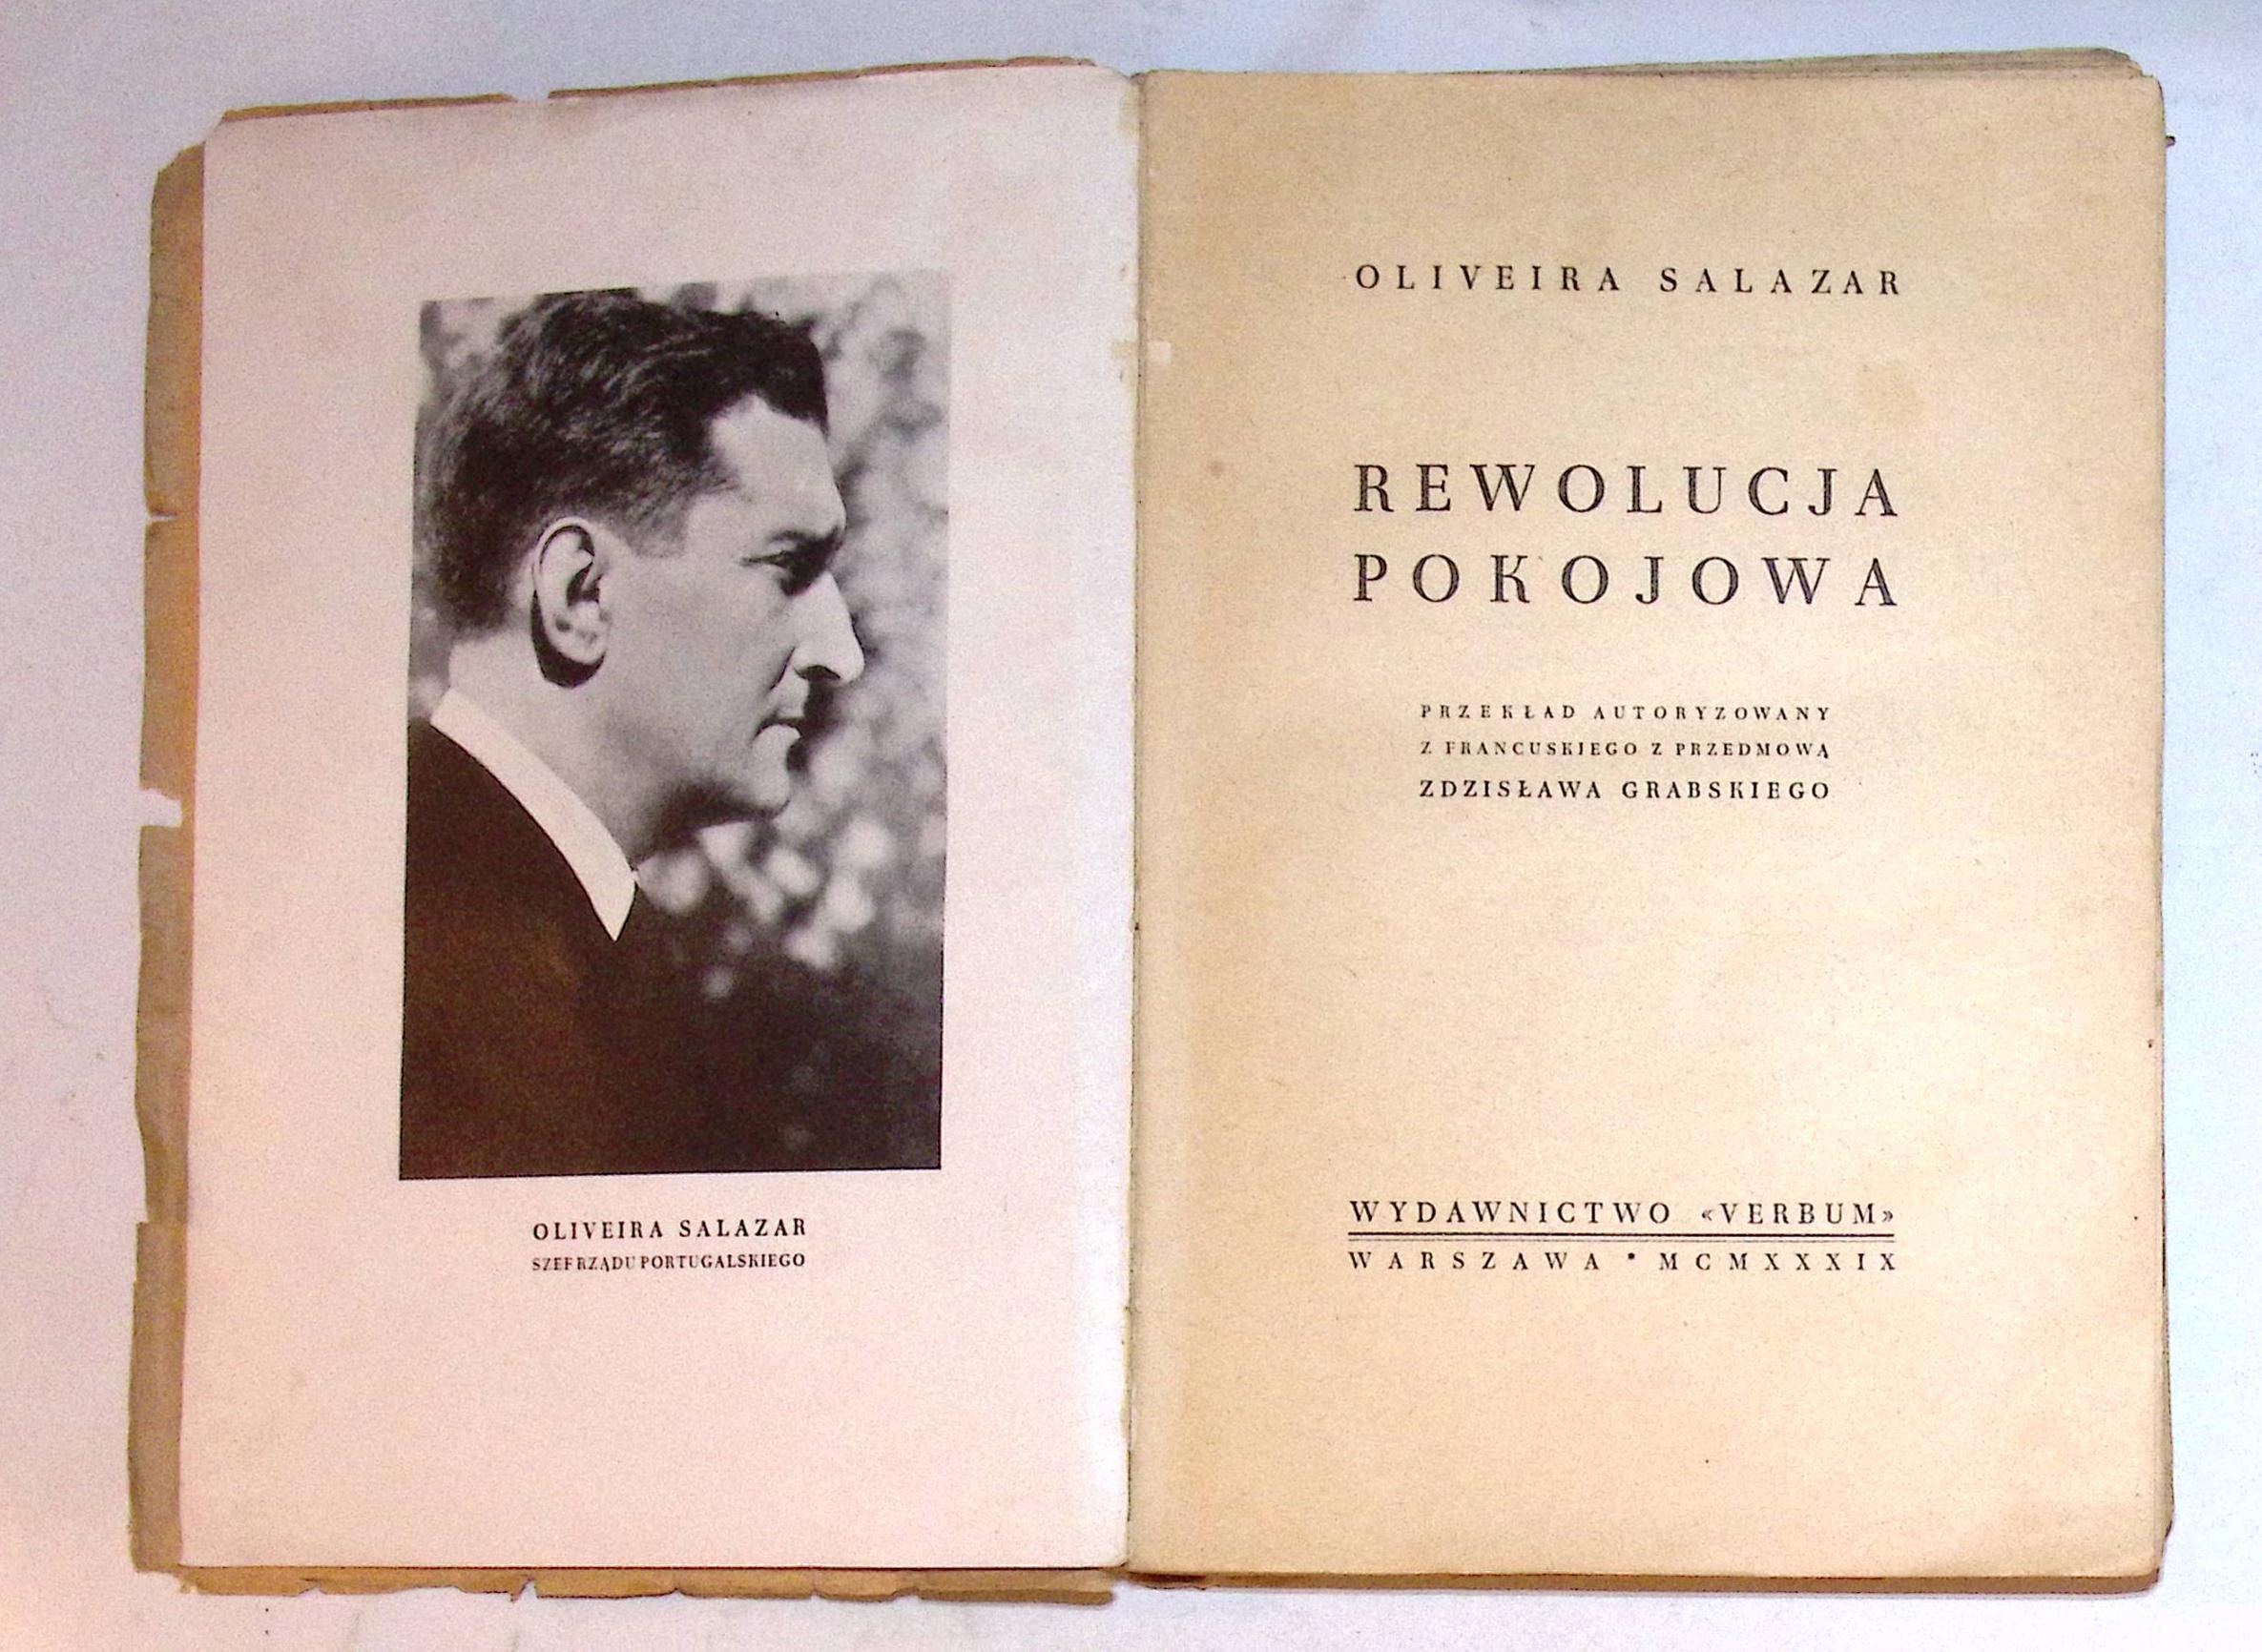 OLIVEIRA SALAZAR
SZEF RZĄDU PORTUGALSKIEGO
OLIVEIRA SALAZAR
REWOLUCJA
POKOJOWA
PRZEKŁAD AUTORYZOWANY
Z FRANCUSKIEGO Z PRZEDMOWĄ
ZDZISŁAWA GRABSKIEGO
WYDAWNICTWO «VERBUM»
WARSZAWA • MCMXXXIX